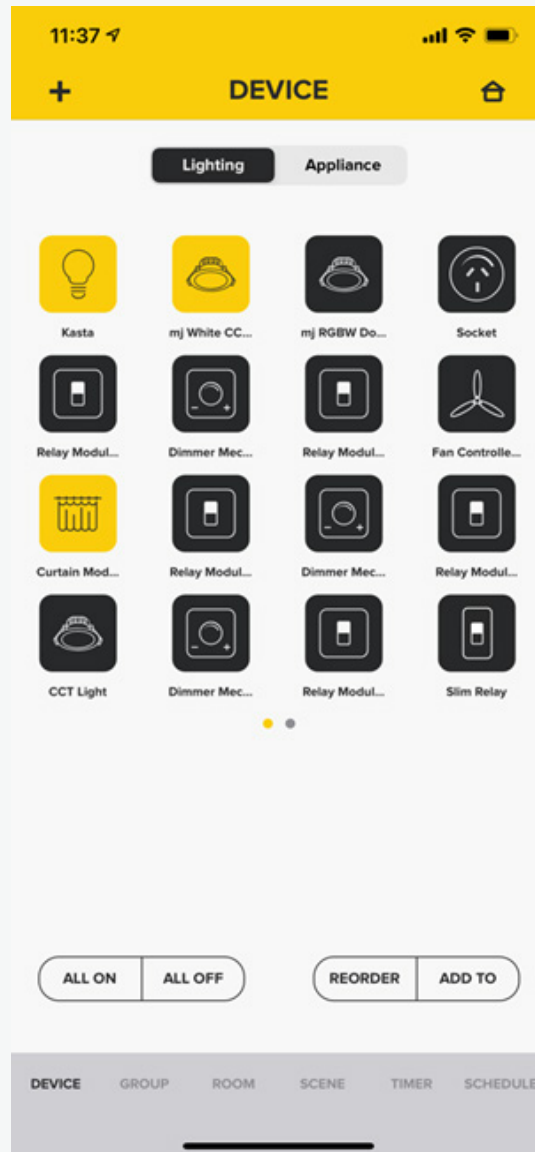 11:37
DEVICE
Lighting Appliance
Kasta mj White CC... mj RGBW Do... Socket
Relay Modul... Dimmer Mec... Relay Modul... Fan Controlle...
Curtain Mod... Relay Modul... Dimmer Mec... Relay Modul...
CCT Light Dimmer Mec... Relay Modul... Slim Relay
ALL ON ALL OFF REORDER ADD TO
DEVICE GROUP ROOM SCENE TIMER SCHEDULE